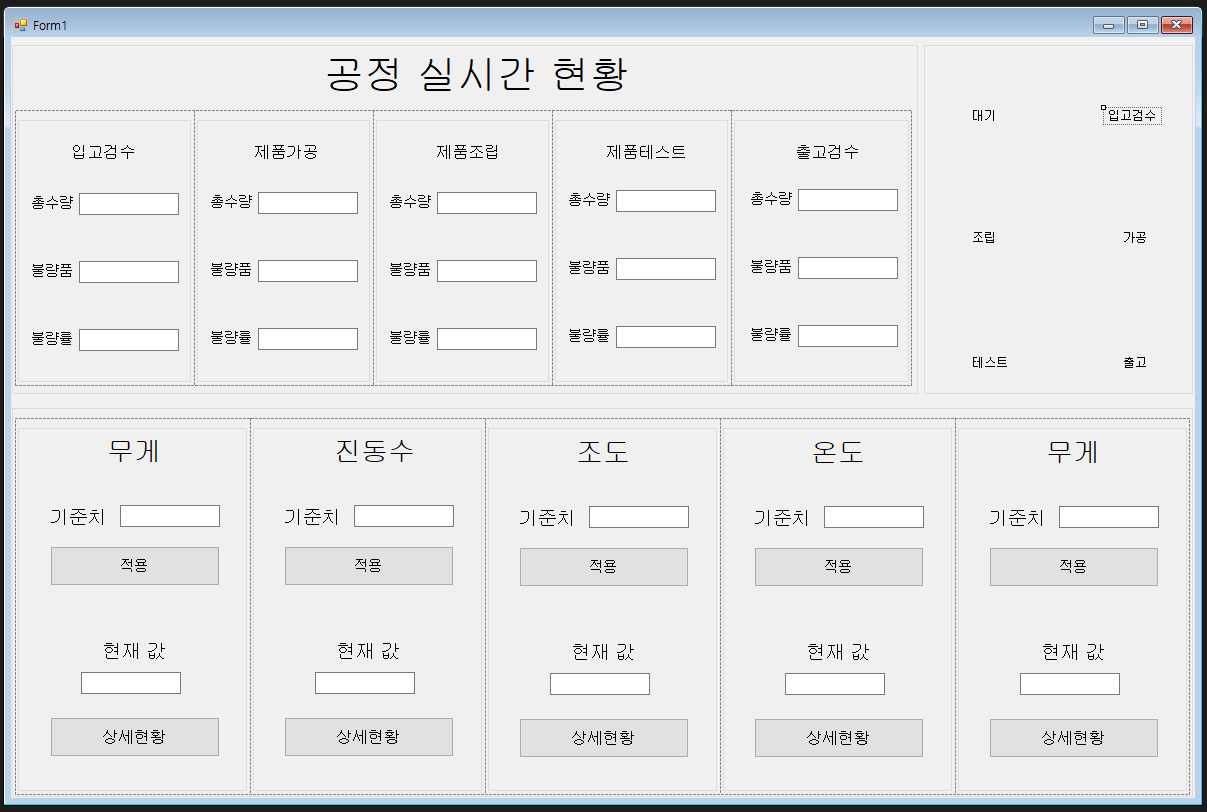 Form1
공정 실시간 현황
입고검수 제품가공 제품조립 제품테스트 출고검수
총수량 총수량 총수량 총수량 총수량
불량품 불량품 불량품 불량품 불량품
불량률 불량률 불량률 불량률 불량률
대기 입고검수
조립 가공
테스트 출고
무게 진동수 조도 온도 무게
기준치 기준치 기준치 기준치 기준치
적용 적용 적용 적용 적용
현재 값 현재 값 현재 값 현재 값 현재 값
상세현황 상세현황 상세현황 상세현황 상세현황